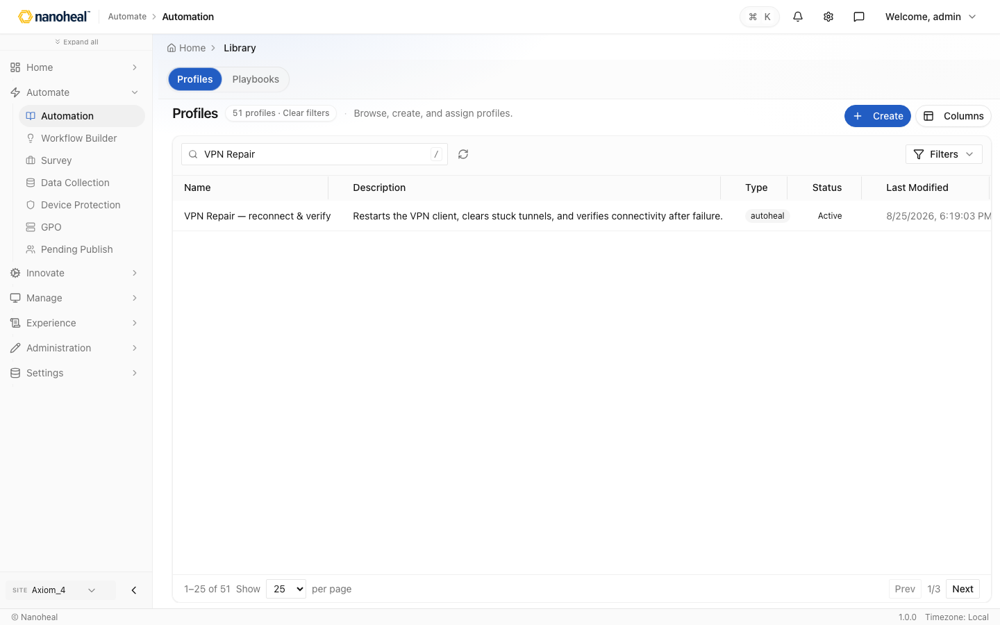 nanoheal™
Automate > Automation
⌘ K
Welcome, admin
Expand all
Home
Automate
Automation
Workflow Builder
Survey
Data Collection
Device Protection
GPO
Pending Publish
Innovate
Manage
Experience
Administration
Settings
SITE Axiom_4
Home > Library
Profiles Playbooks
Profiles 51 profiles · Clear filters · Browse, create, and assign profiles.
+ Create Columns
VPN Repair /
Filters
Name Description Type Status Last Modified
VPN Repair — reconnect & verify Restarts the VPN client, clears stuck tunnels, and verifies connectivity after failure. autoheal Active 8/25/2026, 6:19:03 PM
1–25 of 51 Show 25 per page
Prev 1/3 Next
© Nanoheal
1.0.0 Timezone: Local